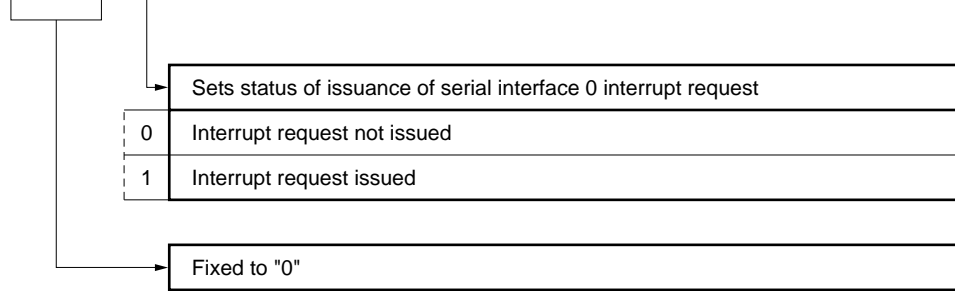 Sets status of issuance of serial interface 0 interrupt request
0 Interrupt request not issued
1 Interrupt request issued
Fixed to "0"